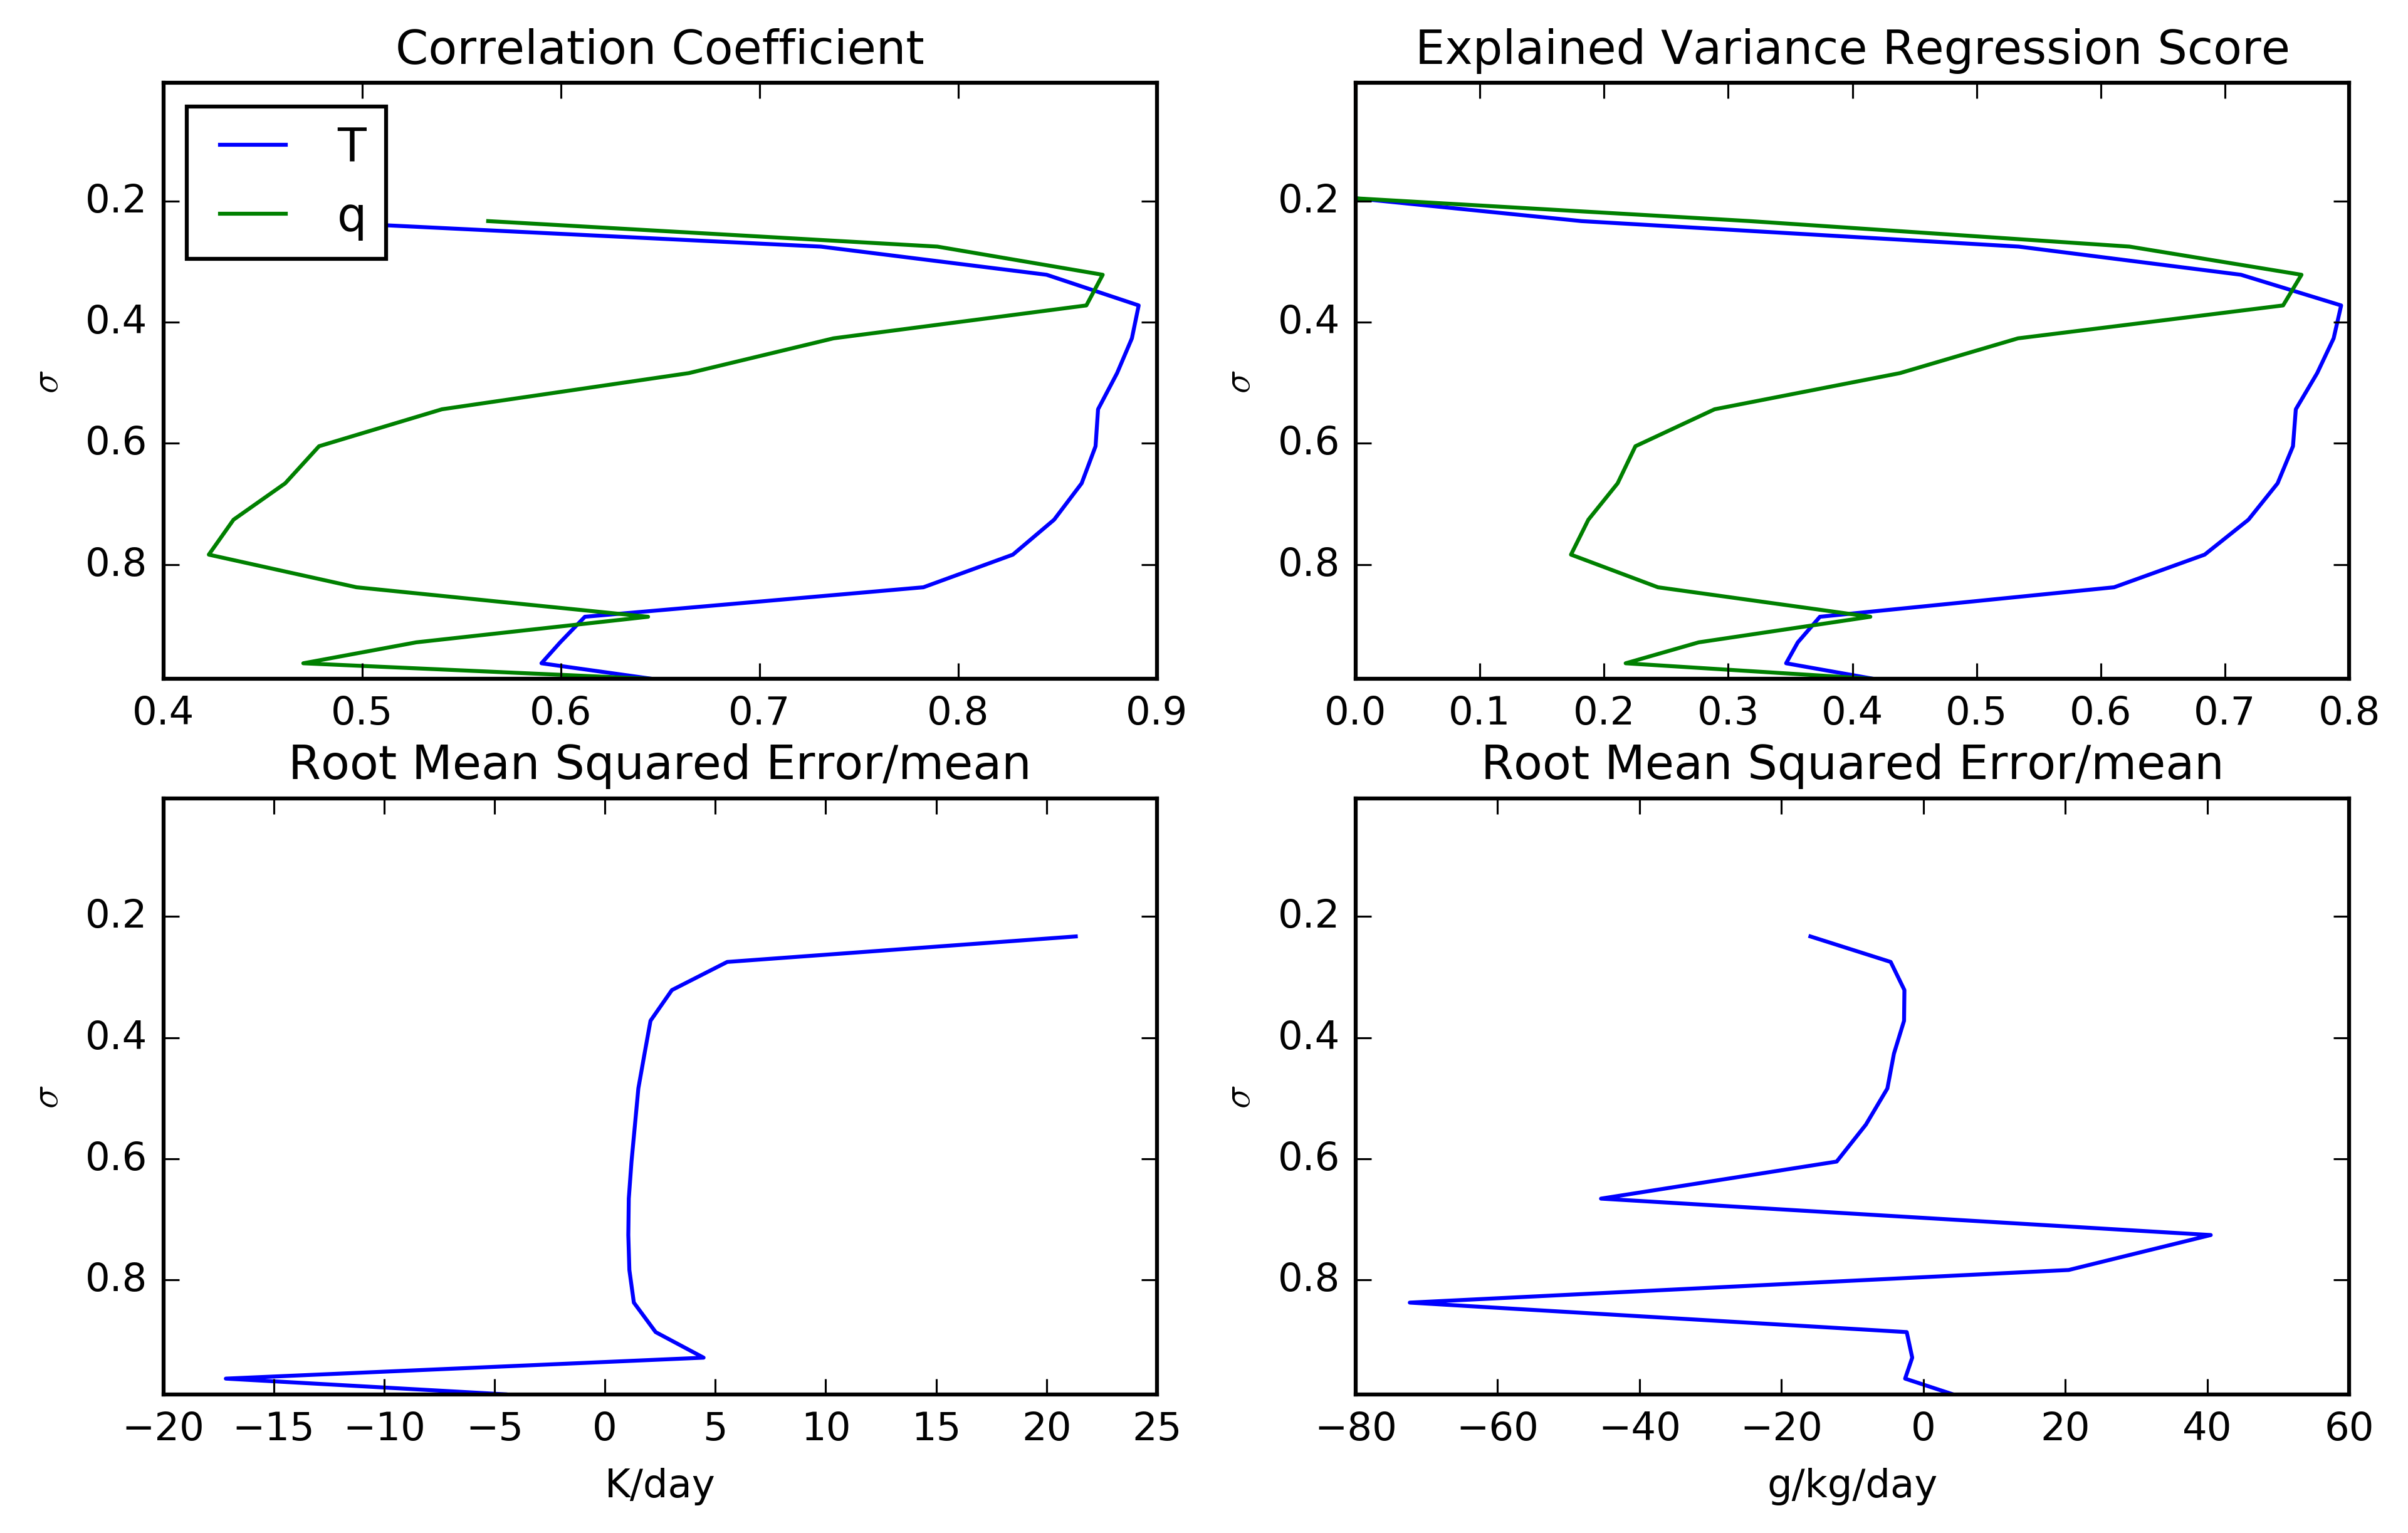 Correlation Coefficient
T
q
σ
0.2
0.4
0.6
0.8
0.4 0.5 0.6 0.7 0.8 0.9
Explained Variance Regression Score
σ
0.2
0.4
0.6
0.8
0.0 0.1 0.2 0.3 0.4 0.5 0.6 0.7 0.8
Root Mean Squared Error/mean
σ
0.2
0.4
0.6
0.8
−20 −15 −10 −5 0 5 10 15 20 25
K/day
Root Mean Squared Error/mean
σ
0.2
0.4
0.6
0.8
−80 −60 −40 −20 0 20 40 60
g/kg/day